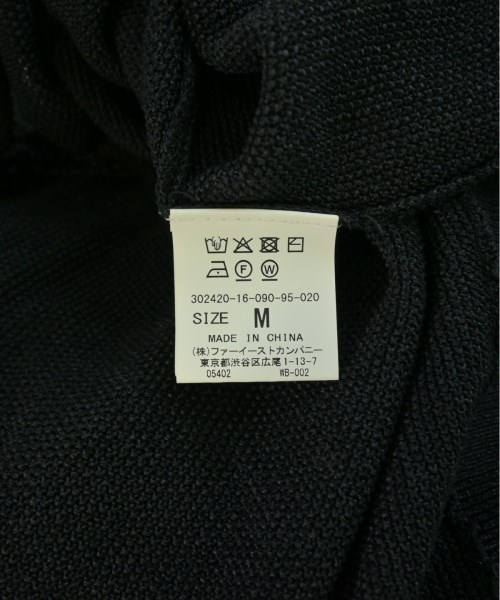 F W
302420-16-090-95-020
SIZE M
MADE IN CHINA
(株)ファーイーストカンパニー
東京都渋谷区広尾1-13-7
05402 WB-002